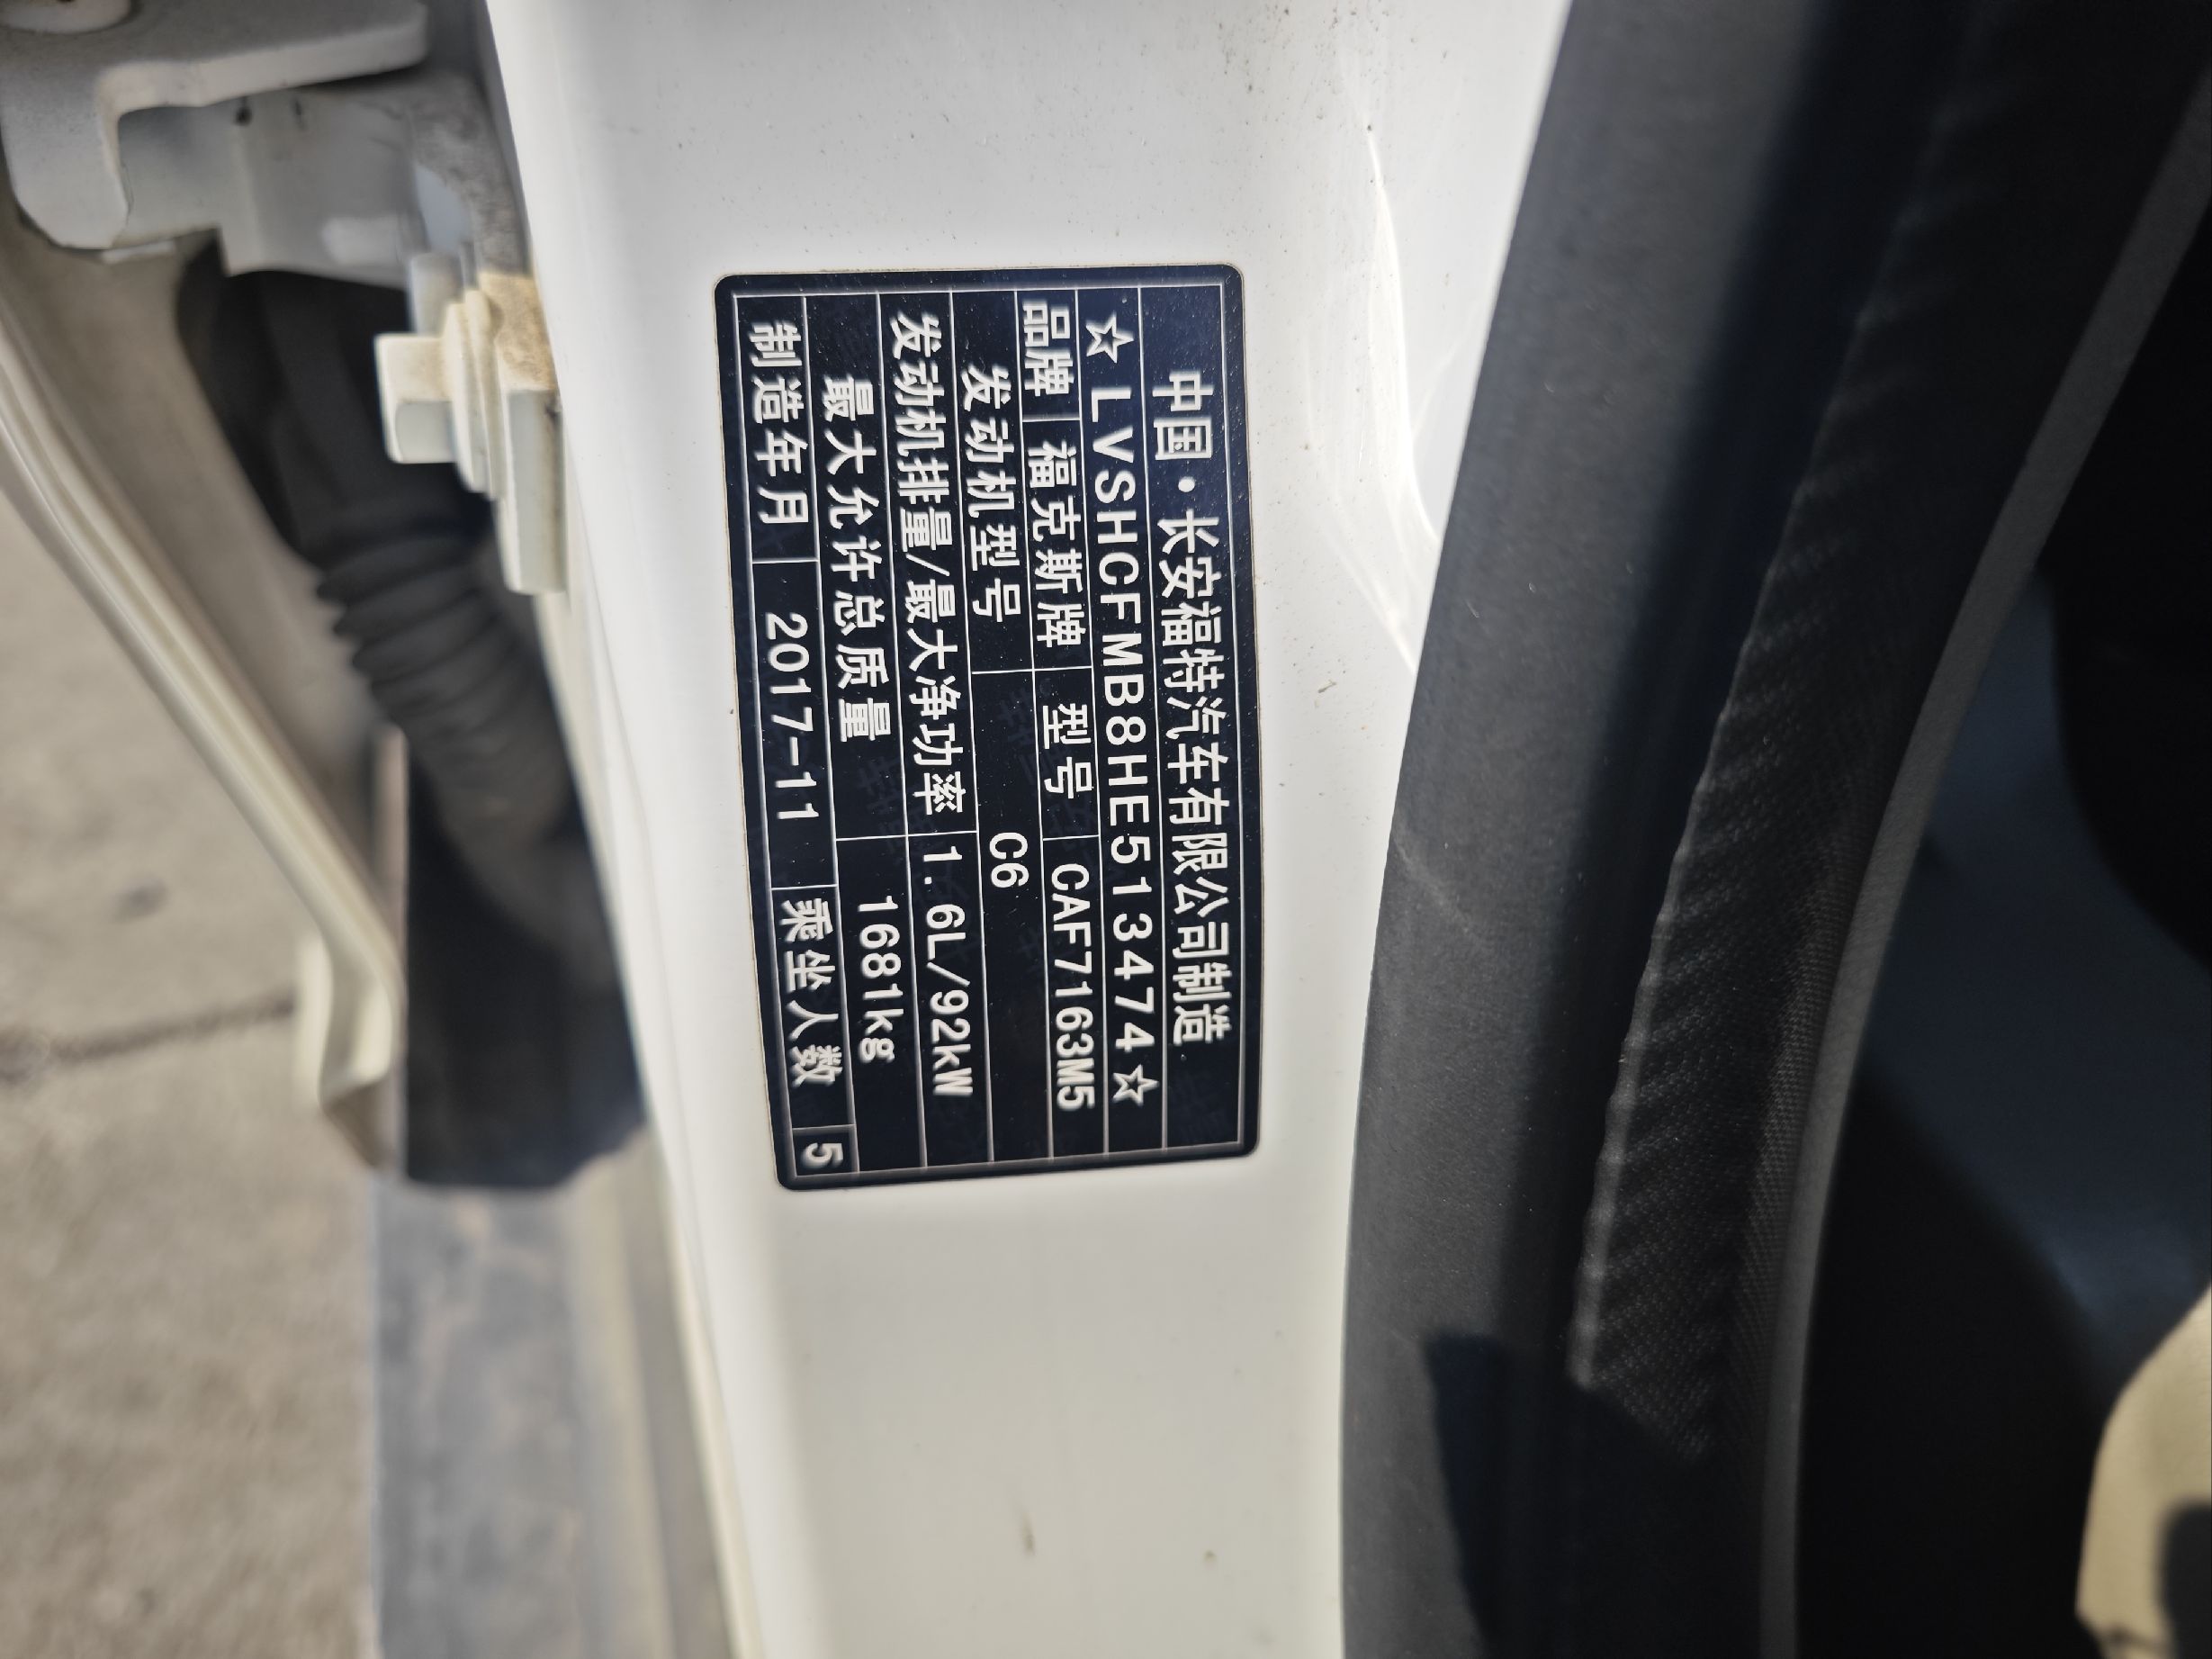 中国·长安福特汽车有限公司制造
☆LVSHCFMB8HE513474☆
品牌 福克斯牌 型号 CAF7163M5
发动机型号 C6
发动机排量/最大净功率 1.6L/92kW
最大允许总质量 1681kg
制造年月 2017-11 乘坐人数 5